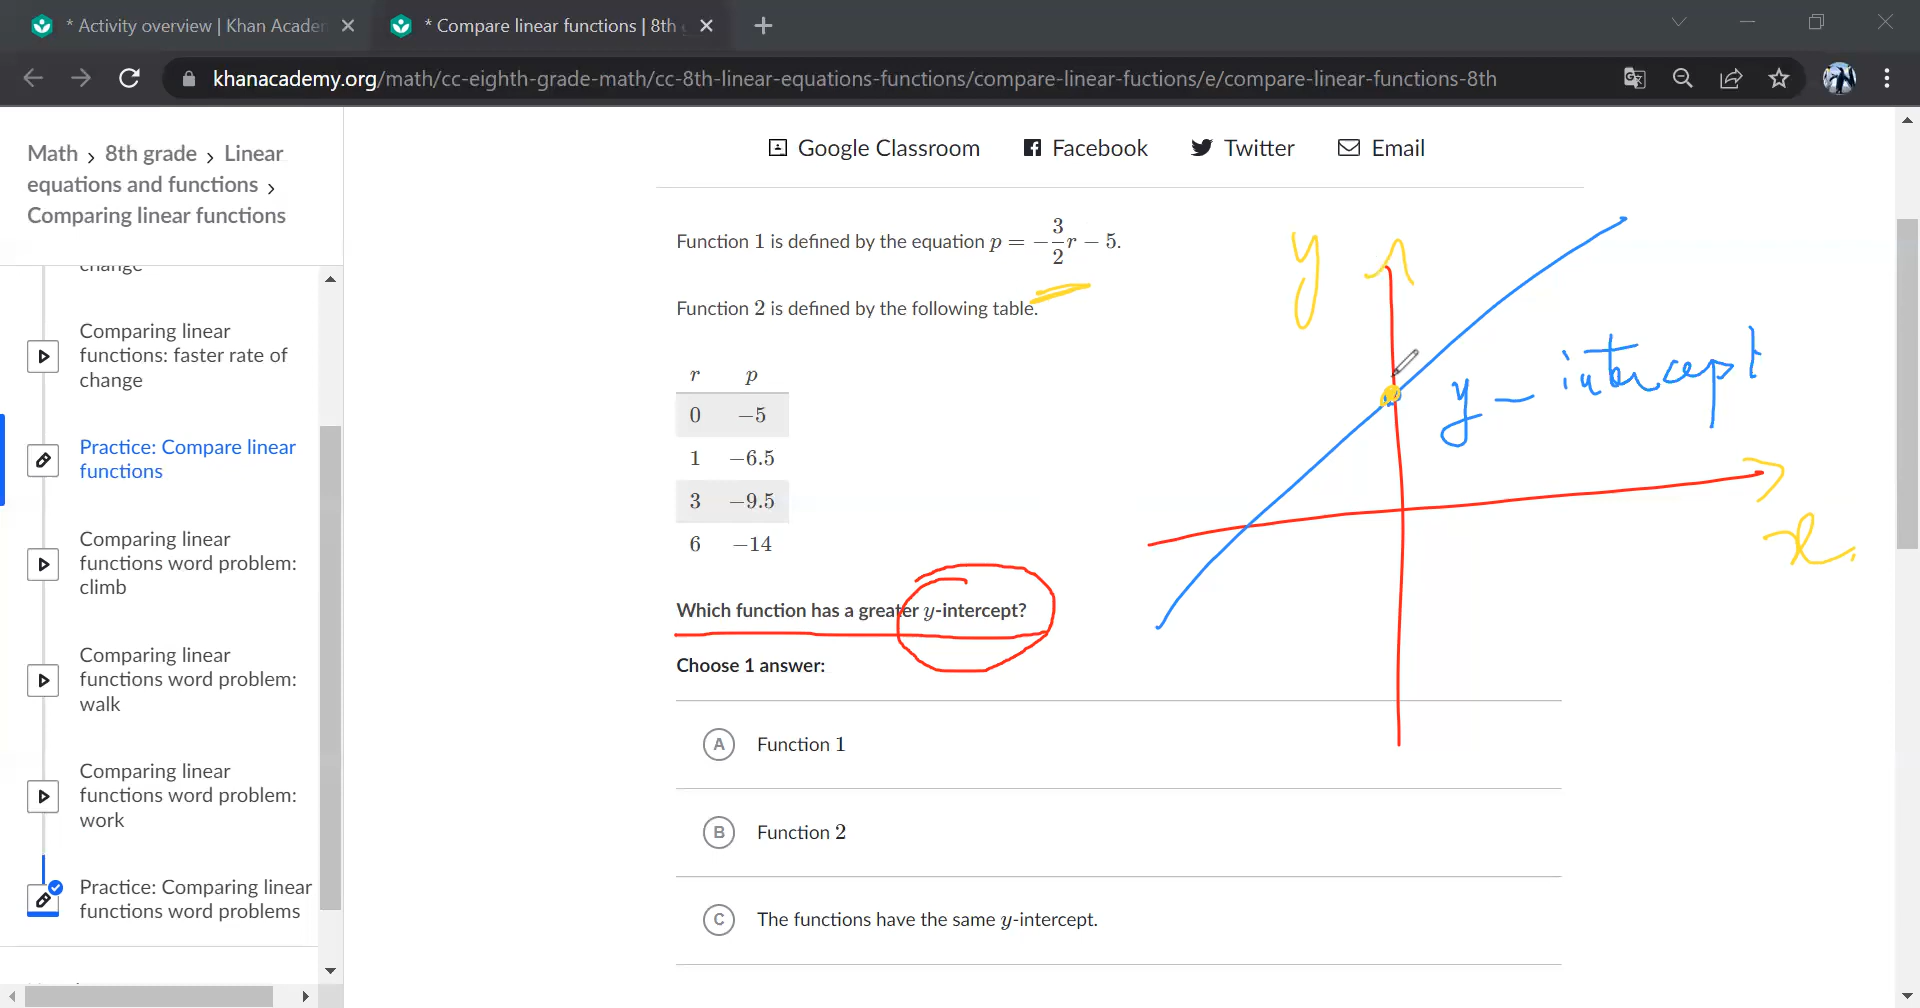 * Activity overview | Khan Academ
* Compare linear functions | 8th
khanacademy.org/math/cc-eighth-grade-math/cc-8th-linear-equations-functions/compare-linear-fuctions/e/compare-linear-functions-8th
Math > 8th grade > Linear
equations and functions >
Comparing linear functions
change
Comparing linear
functions: faster rate of
change
Practice: Compare linear
functions
Comparing linear
functions word problem:
climb
Comparing linear
functions word problem:
walk
Comparing linear
functions word problem:
work
Practice: Comparing linear
functions word problems
Google Classroom Facebook Twitter Email
Function 1 is defined by the equation p = −3/2 r − 5.
Function 2 is defined by the following table.
r p
0 −5
1 −6.5
3 −9.5
6 −14
Which function has a greater y-intercept?
Choose 1 answer:
A Function 1
B Function 2
C The functions have the same y-intercept.
y
y - intercept
x